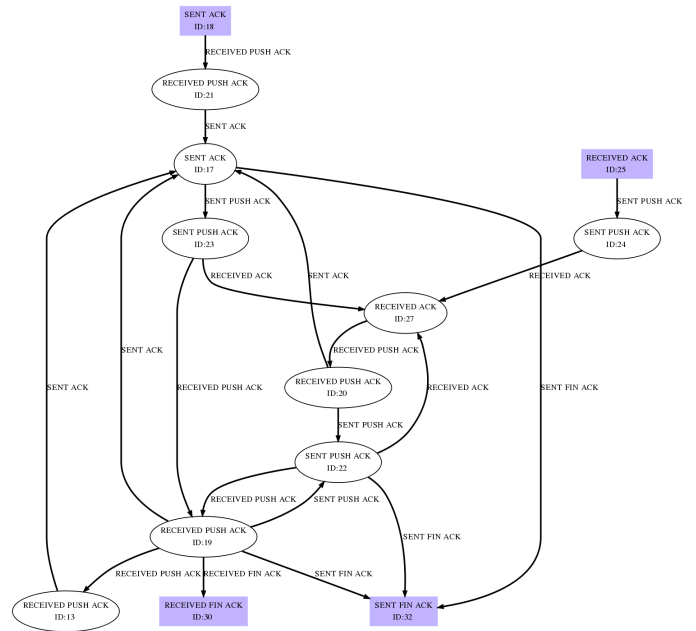 SENT ACK
ID:18
RECEIVED PUSH ACK
RECEIVED PUSH ACK
ID:21
SENT ACK
SENT ACK
ID:17
RECEIVED ACK
ID:25
SENT PUSH ACK
SENT PUSH ACK
SENT PUSH ACK
ID:23
SENT PUSH ACK
ID:24
RECEIVED ACK
SENT ACK
RECEIVED ACK
RECEIVED ACK
ID:27
SENT ACK
RECEIVED PUSH ACK
SENT ACK
RECEIVED PUSH ACK
RECEIVED PUSH ACK
ID:20
RECEIVED ACK
SENT FIN ACK
SENT PUSH ACK
SENT PUSH ACK
ID:22
RECEIVED PUSH ACK
SENT PUSH ACK
RECEIVED PUSH ACK
ID:19
SENT FIN ACK
RECEIVED PUSH ACK
RECEIVED FIN ACK
SENT FIN ACK
RECEIVED PUSH ACK
ID:13
RECEIVED FIN ACK
ID:30
SENT FIN ACK
ID:32